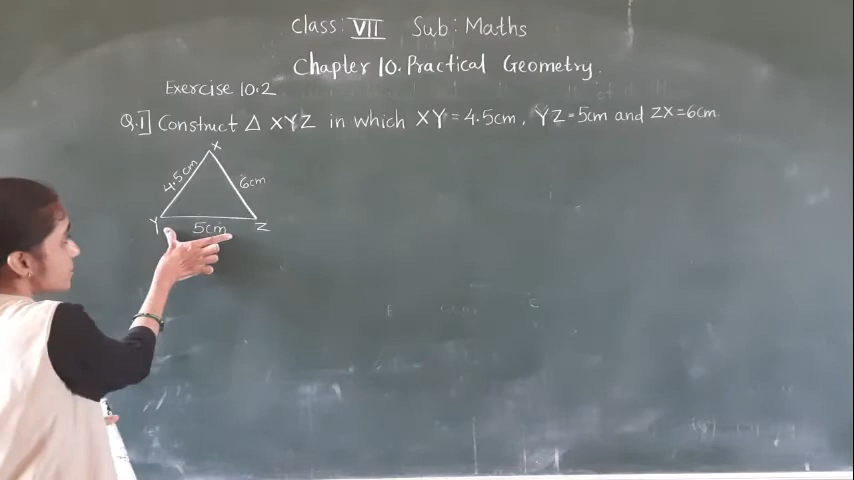 Class: VII Sub: Maths
Chapter 10. Practical Geometry.
Exercise 10.2
Q.1] Construct △ XYZ in which XY = 4.5cm, YZ = 5cm and ZX = 6cm.
X
4.5cm 6cm
Y 5cm Z